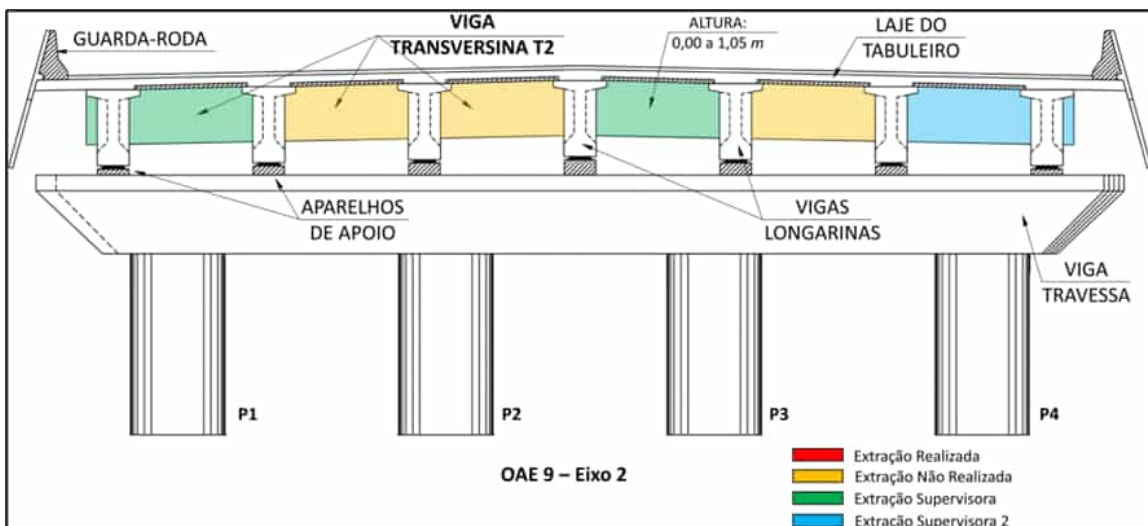 GUARDA-RODA
VIGA
TRANSVERSINA T2
ALTURA:
0,00 a 1,05 m
LAJE DO
TABULEIRO
APARELHOS
DE APOIO
VIGAS
LONGARINAS
VIGA
TRAVESSA
P1
P2
P3
P4
OAE 9 – Eixo 2
Extração Realizada
Extração Não Realizada
Extração Supervisora
Extração Supervisora 2